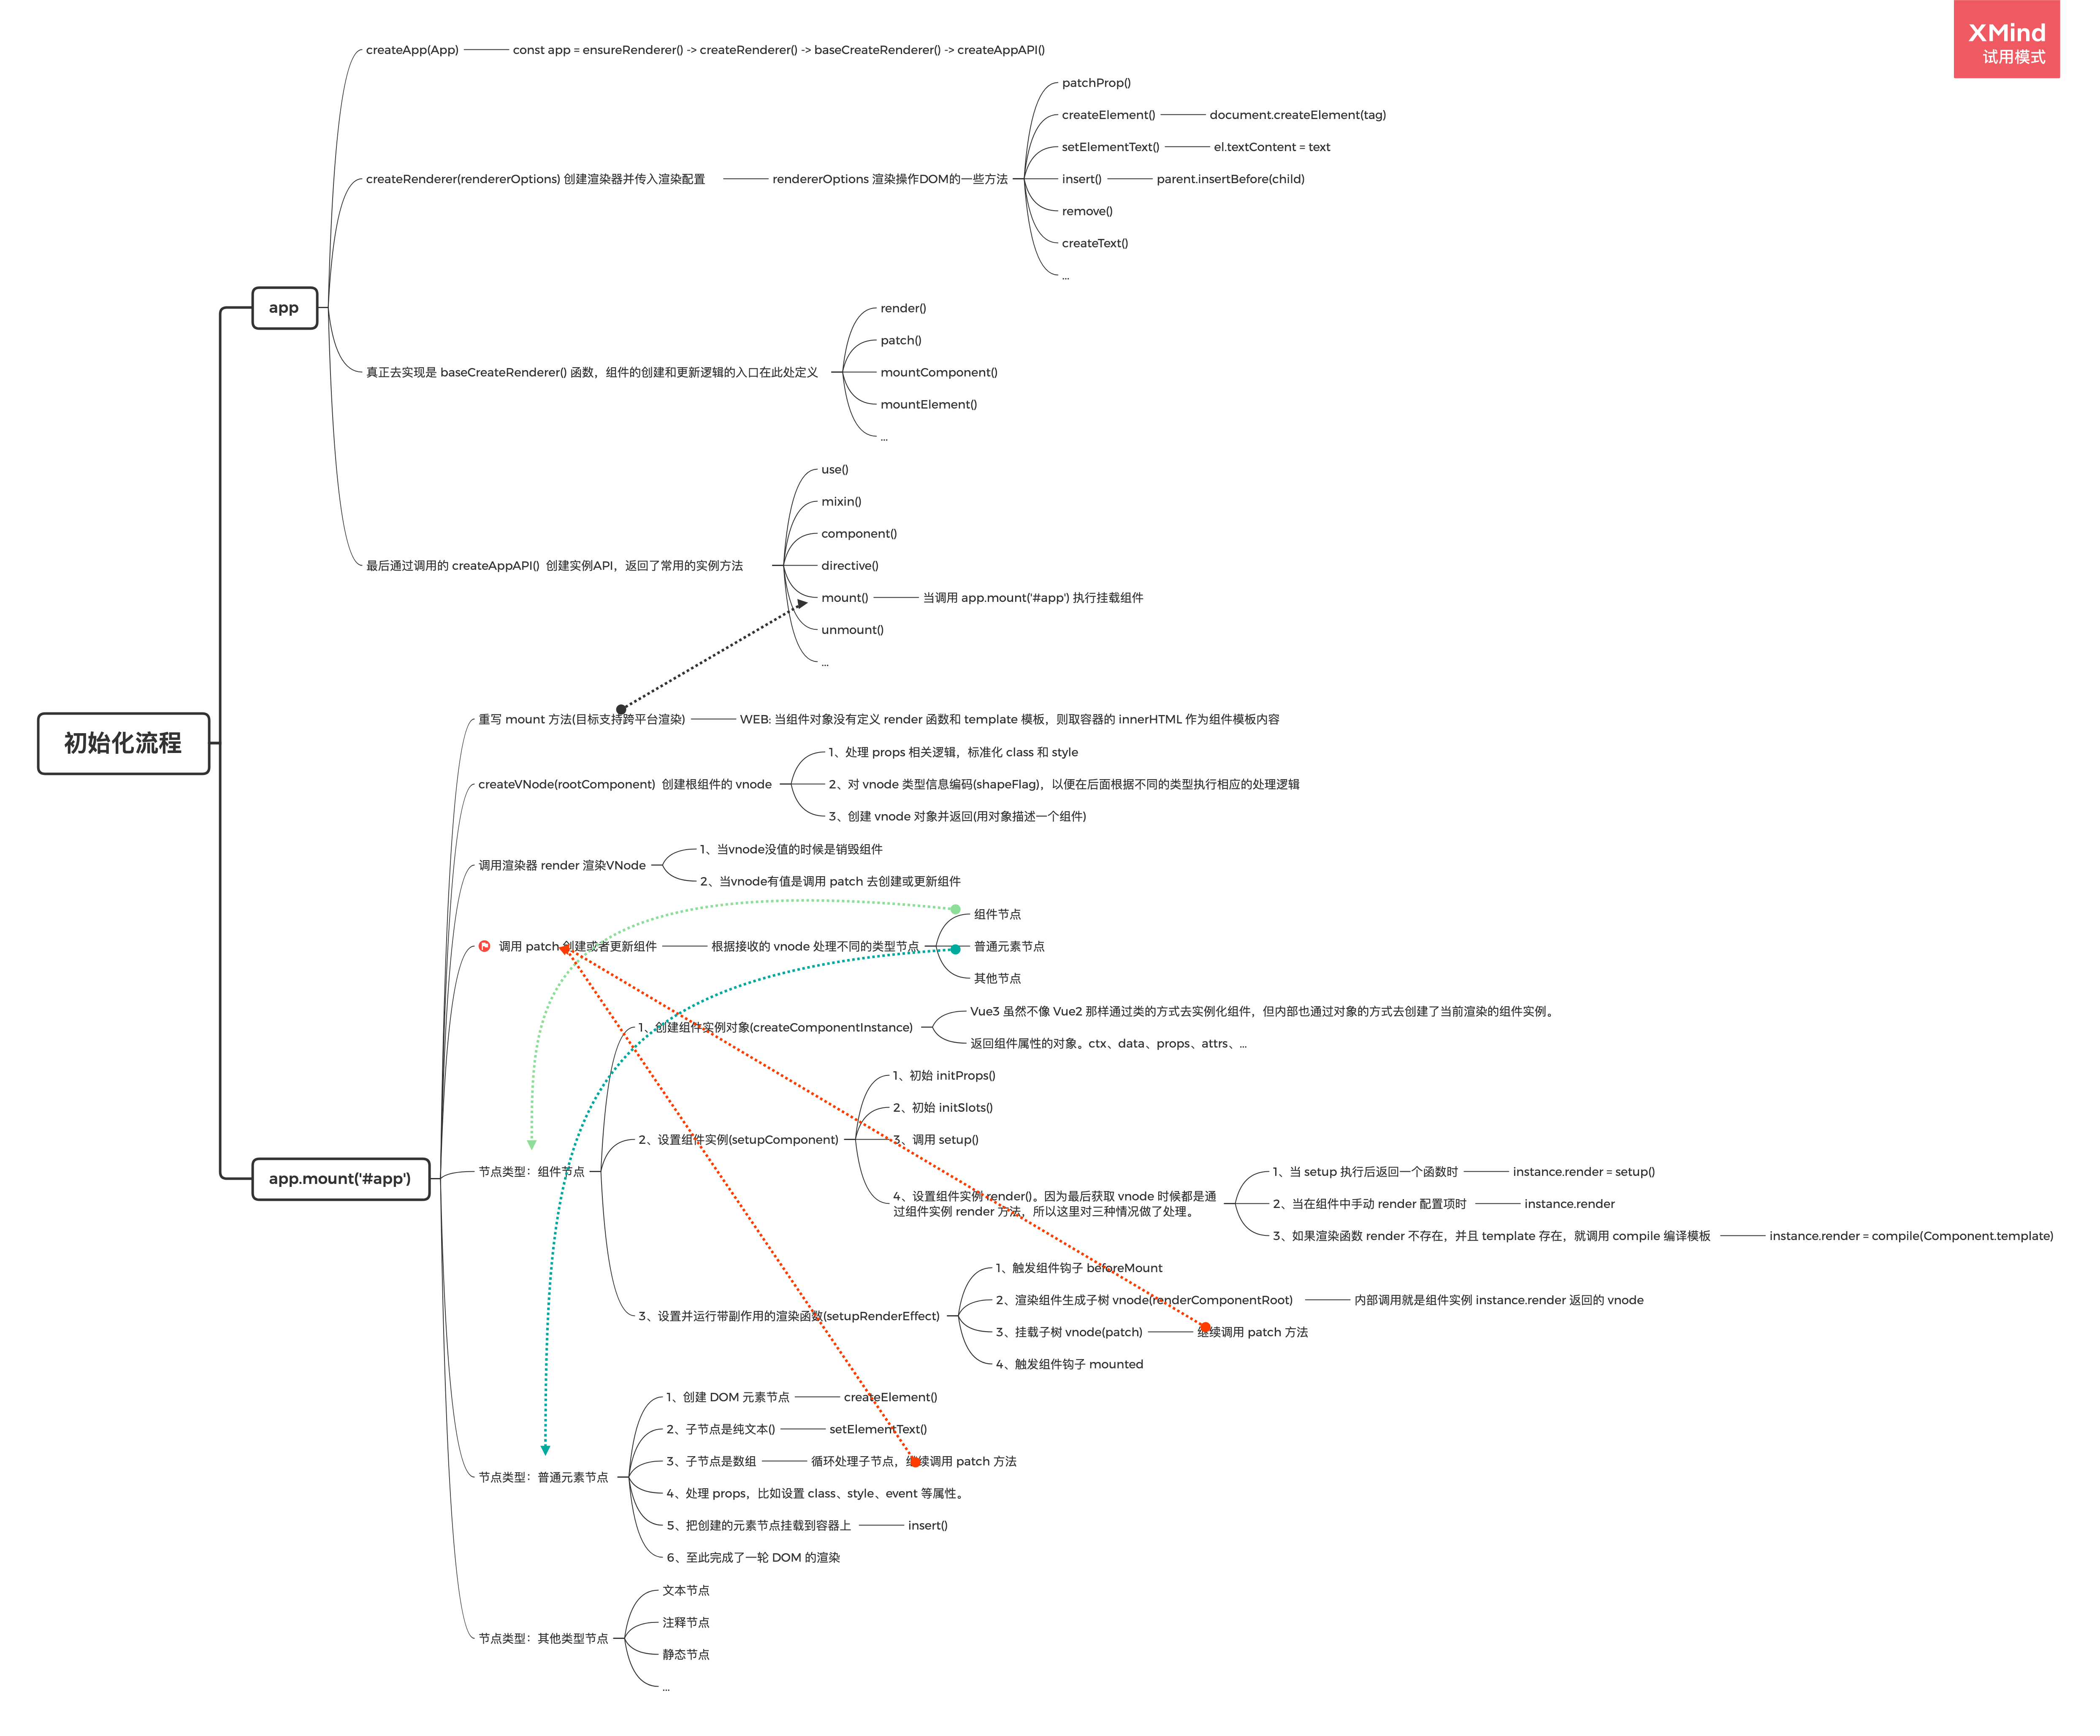 XMind
试用模式
createApp(App)
const app = ensureRenderer() -> createRenderer() -> baseCreateRenderer() -> createAppAPI()
patchProp()
createElement()
document.createElement(tag)
setElementText()
el.textContent = text
createRenderer(rendererOptions) 创建渲染器并传入渲染配置
rendererOptions 渲染操作DOM的一些方法
insert()
parent.insertBefore(child)
remove()
createText()
...
app
render()
patch()
真正去实现是 baseCreateRenderer() 函数，组件的创建和更新逻辑的入口在此处定义
mountComponent()
mountElement()
...
use()
mixin()
component()
最后通过调用的 createAppAPI() 创建实例API，返回了常用的实例方法
directive()
mount()
当调用 app.mount('#app') 执行挂载组件
unmount()
...
初始化流程
重写 mount 方法(目标支持跨平台渲染)
WEB: 当组件对象没有定义 render 函数和 template 模板，则取容器的 innerHTML 作为组件模板内容
1、处理 props 相关逻辑，标准化 class 和 style
createVNode(rootComponent) 创建根组件的 vnode
2、对 vnode 类型信息编码(shapeFlag)，以便在后面根据不同的类型执行相应的处理逻辑
3、创建 vnode 对象并返回(用对象描述一个组件)
1、当vnode没值的时候是销毁组件
调用渲染器 render 渲染VNode
2、当vnode有值是调用 patch 去创建或更新组件
组件节点
调用 patch 创建或者更新组件
根据接收的 vnode 处理不同的类型节点
普通元素节点
其他节点
Vue3 虽然不像 Vue2 那样通过类的方式去实例化组件，但内部也通过对象的方式去创建了当前渲染的组件实例。
1、创建组件实例对象(createComponentInstance)
返回组件属性的对象。ctx、data、props、attrs、...
1、初始 initProps()
2、初始 initSlots()
2、设置组件实例(setupComponent)
3、调用 setup()
app.mount('#app')
节点类型：组件节点
1、当 setup 执行后返回一个函数时
instance.render = setup()
4、设置组件实例 render()。因为最后获取 vnode 时候都是通
过组件实例 render 方法，所以这里对三种情况做了处理。
2、当在组件中手动 render 配置项时
instance.render
3、如果渲染函数 render 不存在，并且 template 存在，就调用 compile 编译模板
instance.render = compile(Component.template)
1、触发组件钩子 beforeMount
2、渲染组件生成子树 vnode(renderComponentRoot)
内部调用就是组件实例 instance.render 返回的 vnode
3、设置并运行带副作用的渲染函数(setupRenderEffect)
3、挂载子树 vnode(patch)
继续调用 patch 方法
4、触发组件钩子 mounted
1、创建 DOM 元素节点
createElement()
2、子节点是纯文本()
setElementText()
3、子节点是数组
循环处理子节点，继续调用 patch 方法
节点类型：普通元素节点
4、处理 props，比如设置 class、style、event 等属性。
5、把创建的元素节点挂载到容器上
insert()
6、至此完成了一轮 DOM 的渲染
文本节点
注释节点
节点类型：其他类型节点
静态节点
...